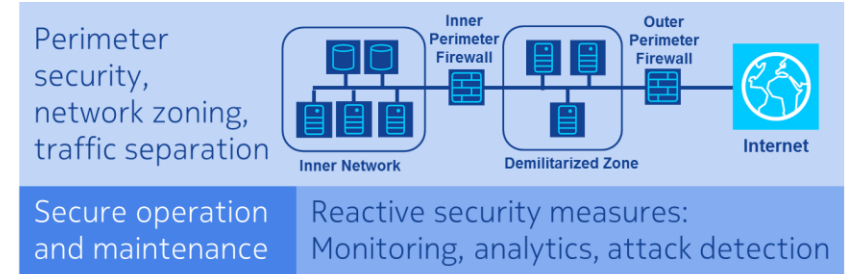 Perimeter
security,
network zoning,
traffic separation
Inner
Perimeter
Firewall
Outer
Perimeter
Firewall
Inner Network
Demilitarized Zone
Internet
Secure operation
and maintenance
Reactive security measures:
Monitoring, analytics, attack detection